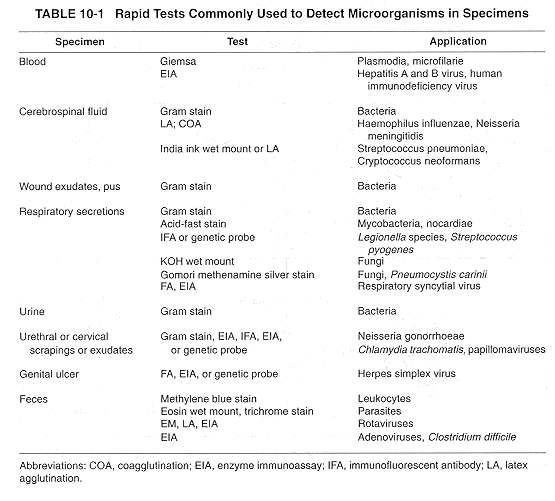 TABLE 10-1 Rapid Tests Commonly Used to Detect Microorganisms in Specimens
Specimen Test Application
Blood Giemsa Plasmodia, microfilarie
EIA Hepatitis A and B virus, human
immunodeficiency virus
Cerebrospinal fluid Gram stain Bacteria
LA; COA Haemophilus influenzae, Neisseria
meningitidis
India ink wet mount or LA Streptococcus pneumoniae,
Cryptococcus neoformans
Wound exudates, pus Gram stain Bacteria
Respiratory secretions Gram stain Bacteria
Acid-fast stain Mycobacteria, nocardiae
IFA or genetic probe Legionella species, Streptococcus
pyogenes
KOH wet mount Fungi
Gomori methenamine silver stain Fungi, Pneumocystis carinii
FA, EIA Respiratory syncytial virus
Urine Gram stain Bacteria
Urethral or cervical Gram stain, EIA, IFA, EIA, Neisseria gonorrhoeae
scrapings or exudates or genetic probe Chlamydia trachomatis, papillomaviruses
Genital ulcer FA, EIA, or genetic probe Herpes simplex virus
Feces Methylene blue stain Leukocytes
Eosin wet mount, trichrome stain Parasites
EM, LA, EIA Rotaviruses
EIA Adenoviruses, Clostridium difficile
Abbreviations: COA, coagglutination; EIA, enzyme immunoassay; IFA, immunofluorescent antibody; LA, latex
agglutination.